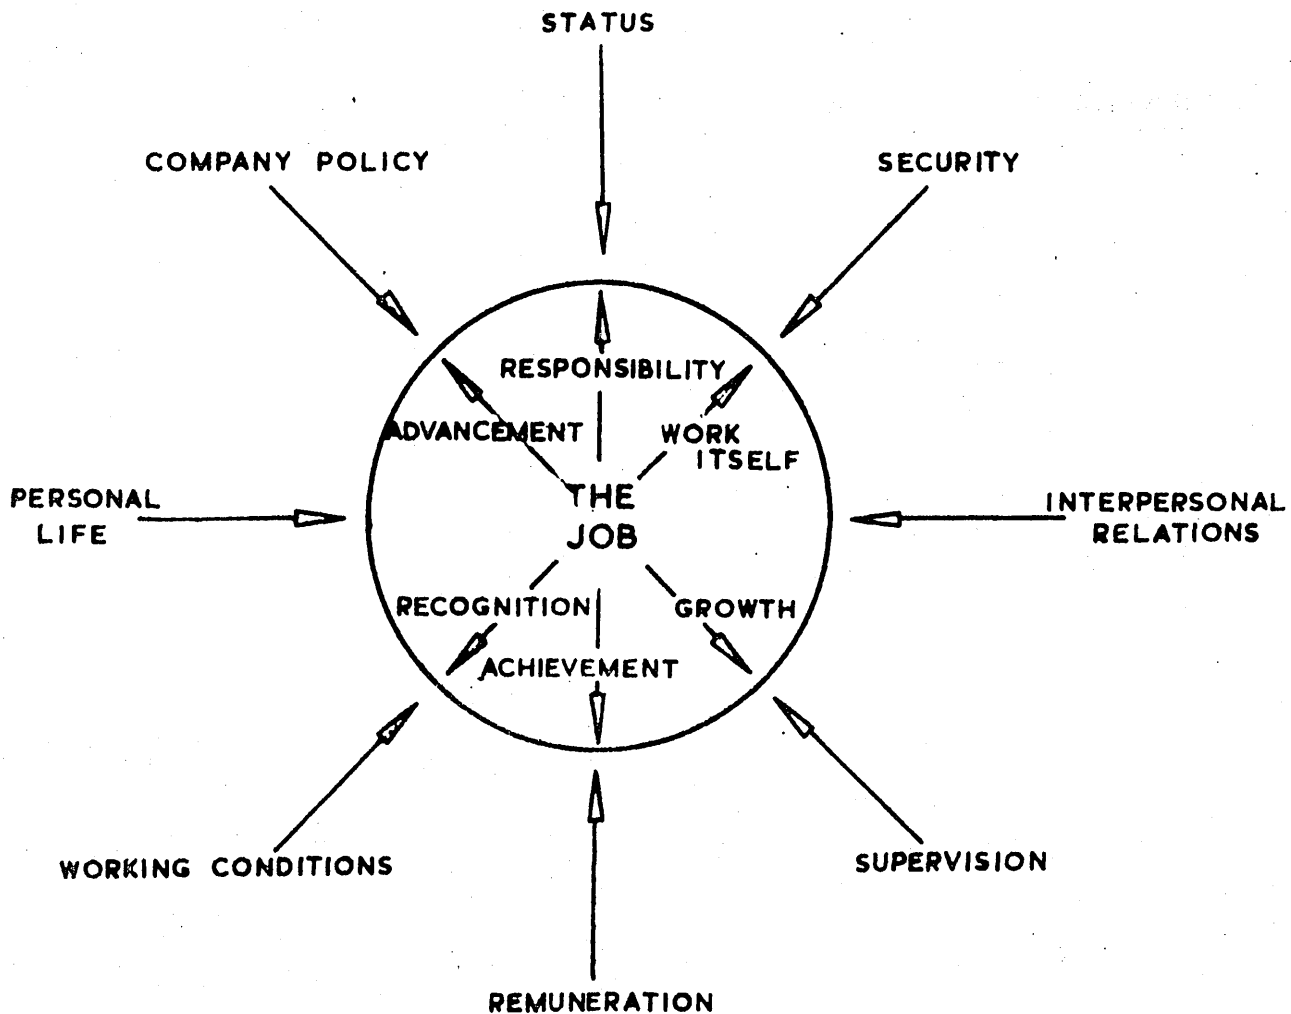 STATUS
COMPANY POLICY
SECURITY
RESPONSIBILITY
ADVANCEMENT
WORK
ITSELF
PERSONAL
LIFE
THE
JOB
INTERPERSONAL
RELATIONS
RECOGNITION
GROWTH
ACHIEVEMENT
WORKING CONDITIONS
SUPERVISION
REMUNERATION